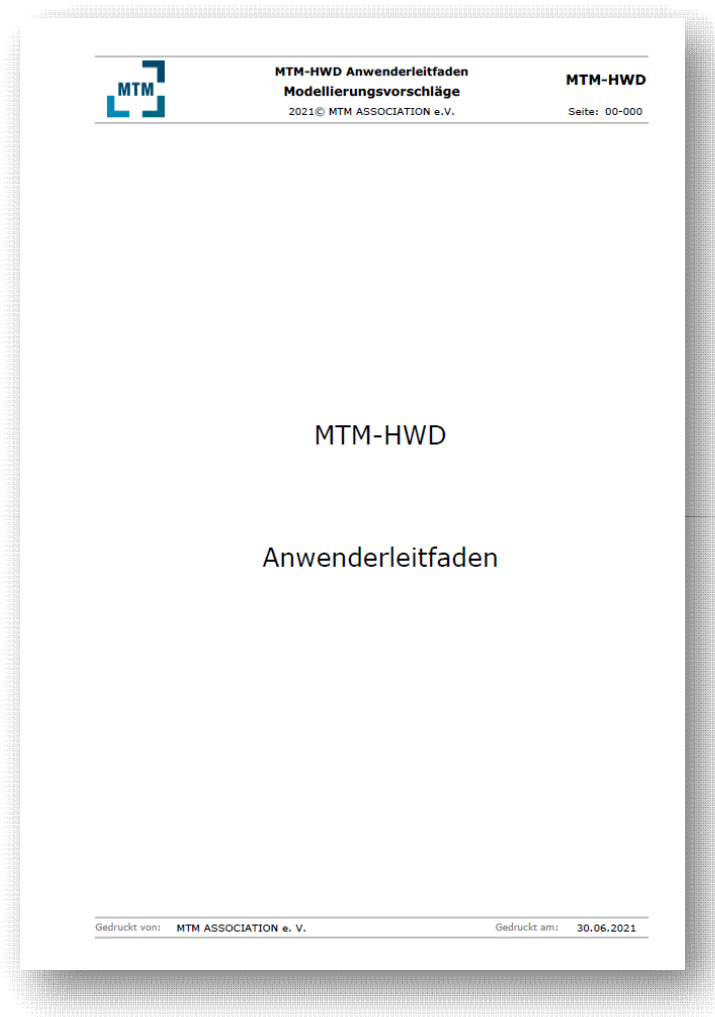 MTM
MTM-HWD Anwenderleitfaden
Modellierungsvorschläge
2021© MTM ASSOCIATION e.V.
MTM-HWD
Seite: 00-000
MTM-HWD
Anwenderleitfaden
Gedruckt von: MTM ASSOCIATION e. V.
Gedruckt am: 30.06.2021